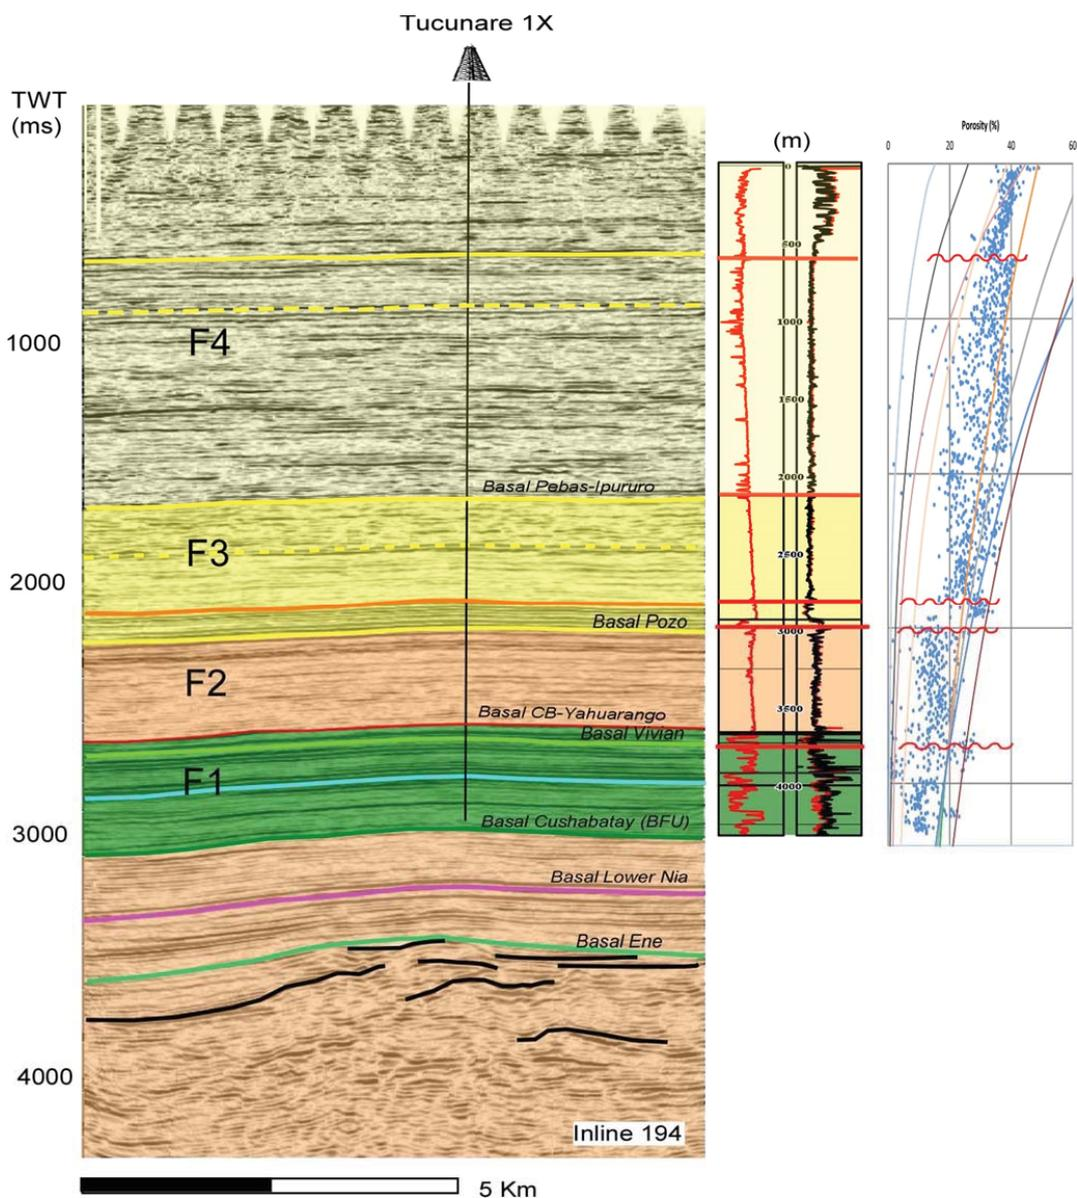 Tucunare 1X
TWT
(ms)
(m)
Porosity (%)
0 20 40 60
0
500
1000
F4
1000
1500
2000
Basal Pebas-Ipururo
F3
2500
2000
Basal Pozo
3000
F2
3500
Basal CB-Yahuarango
Basal Vivian
F1
4000
Basal Cushabatay (BFU)
3000
Basal Lower Nia
Basal Ene
4000
Inline 194
5 Km